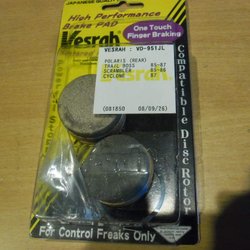 JAPANESE QUALITY
High Performance
Brake PAD
Vesrah
One Touch
Finger Braking
VESRAH : VD-951JL
POLARIS (REAR)
TRAIL BOSS 85-87
SCRAMBLER 85-86
CYCLONE 87
(081850 08/09/26)
Compatible Disc Rotor
Vesrah
For Control Freaks Only